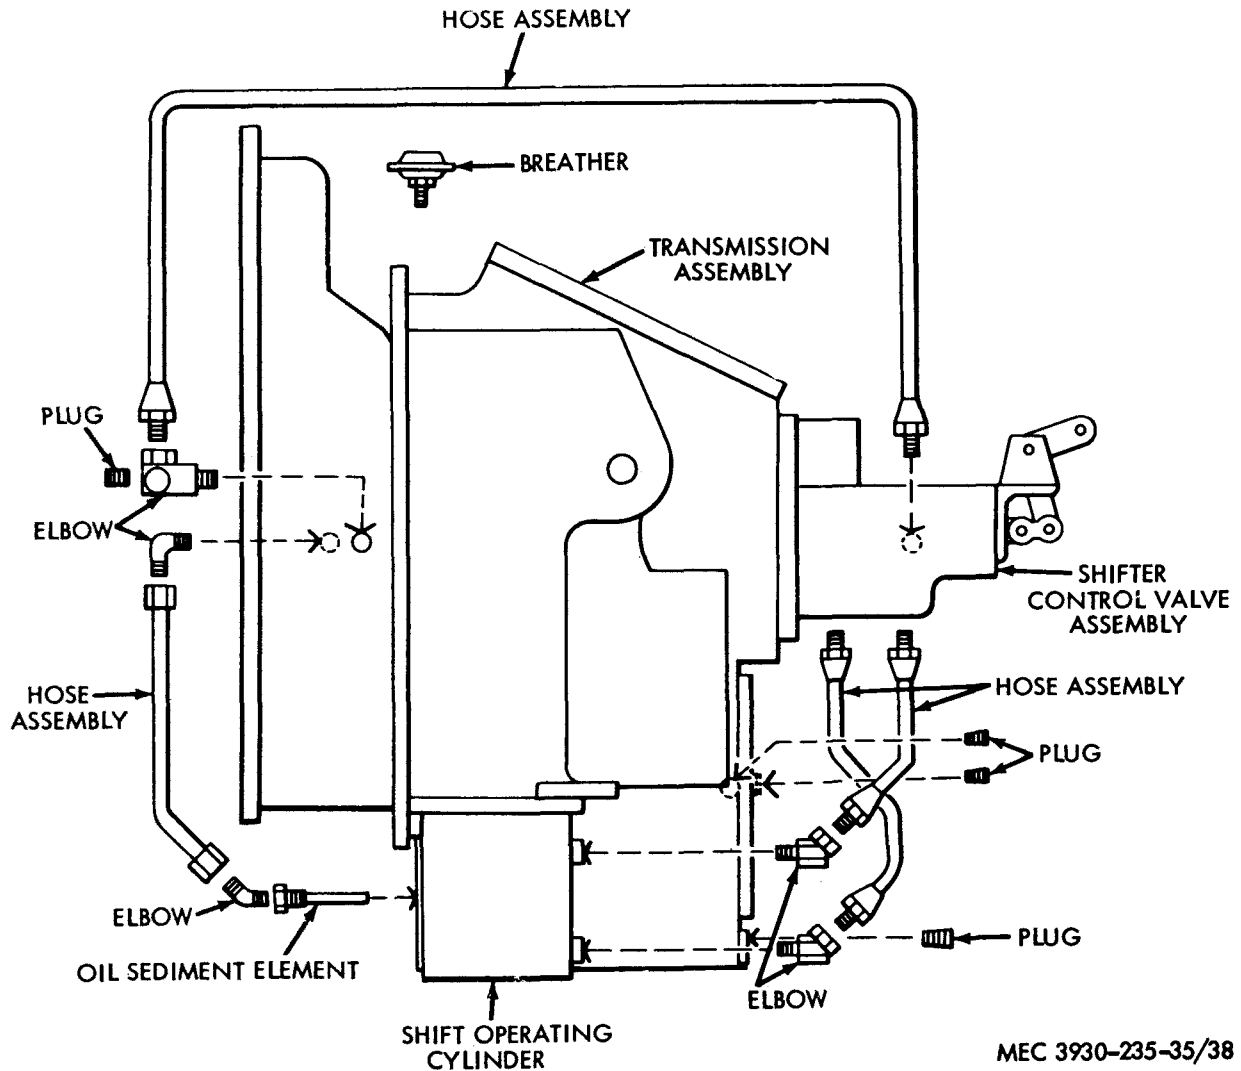 HOSE ASSEMBLY
BREATHER
TRANSMISSION
ASSEMBLY
PLUG
ELBOW
SHIFTER
CONTROL VALVE
ASSEMBLY
HOSE
ASSEMBLY
HOSE ASSEMBLY
PLUG
ELBOW
OIL SEDIMENT ELEMENT
PLUG
ELBOW
SHIFT OPERATING
CYLINDER
MEC 3930-235-35/38